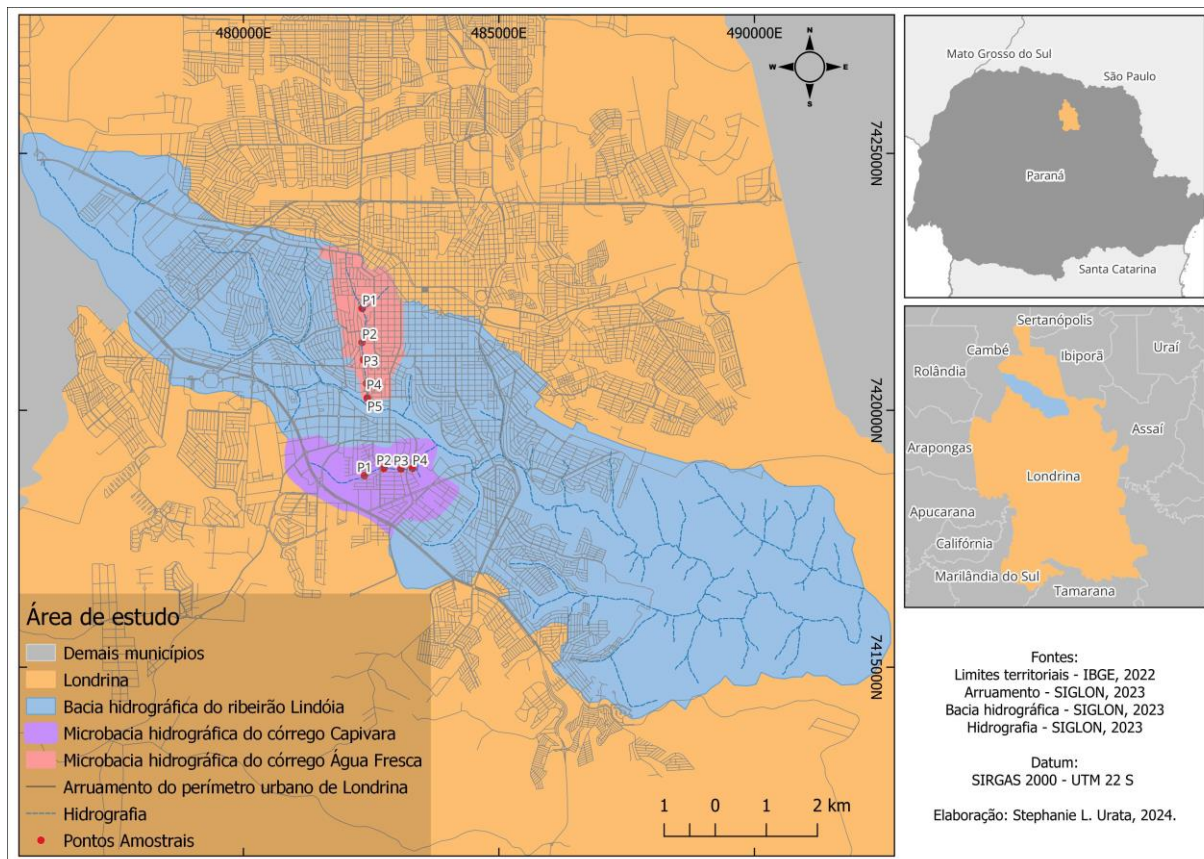 480000E
485000E
490000E
N
W
E
S
7425000N
7420000N
7415000N
P1
P2
P3
P4
P5
P1
P2
P3
P4
Área de estudo
Demais municípios
Londrina
Bacia hidrográfica do ribeirão Lindóia
Microbacia hidrográfica do córrego Capivara
Microbacia hidrográfica do córrego Água Fresca
Arruamento do perímetro urbano de Londrina
Hidrografia
Pontos Amostrais
1 0 1 2 km
Mato Grosso do Sul
São Paulo
Paraná
Santa Catarina
Sertanópolis
Cambé
Ibiporã
Uraí
Rolândia
Assaí
Arapongas
Londrina
Apucarana
Califórnia
Marilândia do Sul
Tamarana
Fontes:
Limites territoriais - IBGE, 2022
Arruamento - SIGLON, 2023
Bacia hidrográfica - SIGLON, 2023
Hidrografia - SIGLON, 2023
Datum:
SIRGAS 2000 - UTM 22 S
Elaboração: Stephanie L. Urata, 2024.